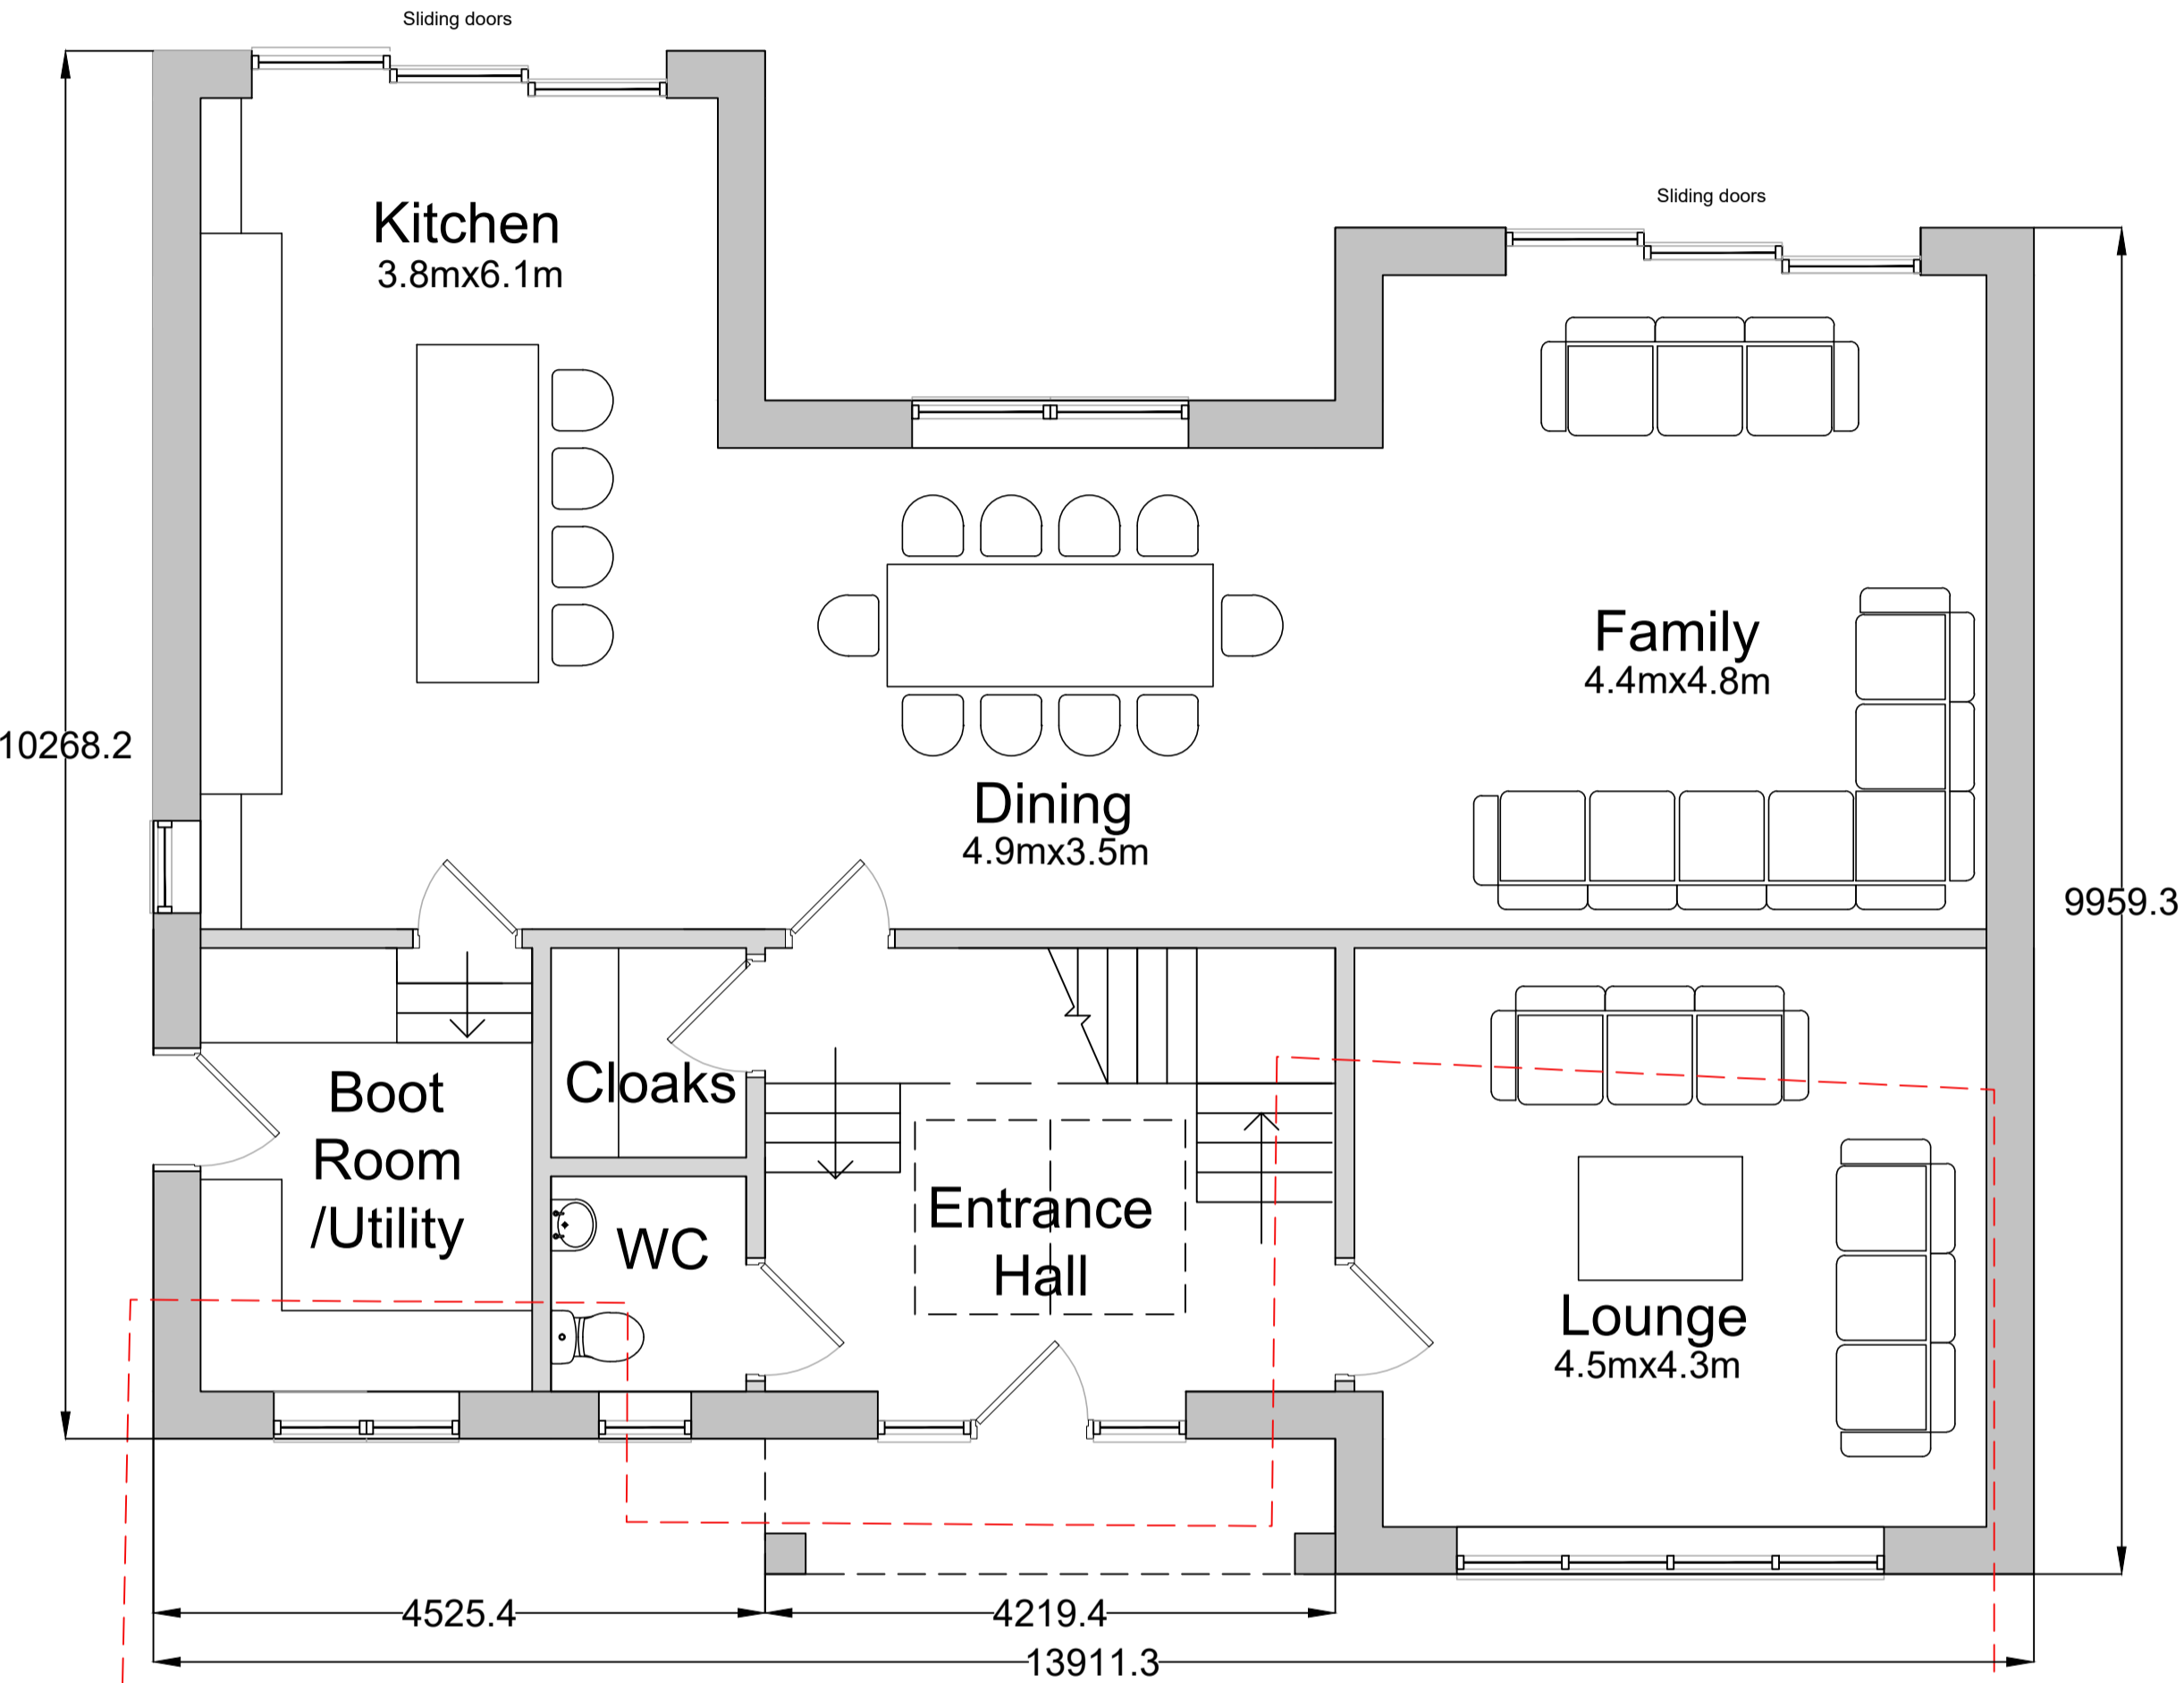 Sliding doors
Sliding doors
Kitchen
3.8mx6.1m
Family
4.4mx4.8m
10268.2
Dining
4.9mx3.5m
9959.3
Boot
Room
/Utility
Cloaks
WC
Entrance
Hall
Lounge
4.5mx4.3m
4525.4
4219.4
13911.3